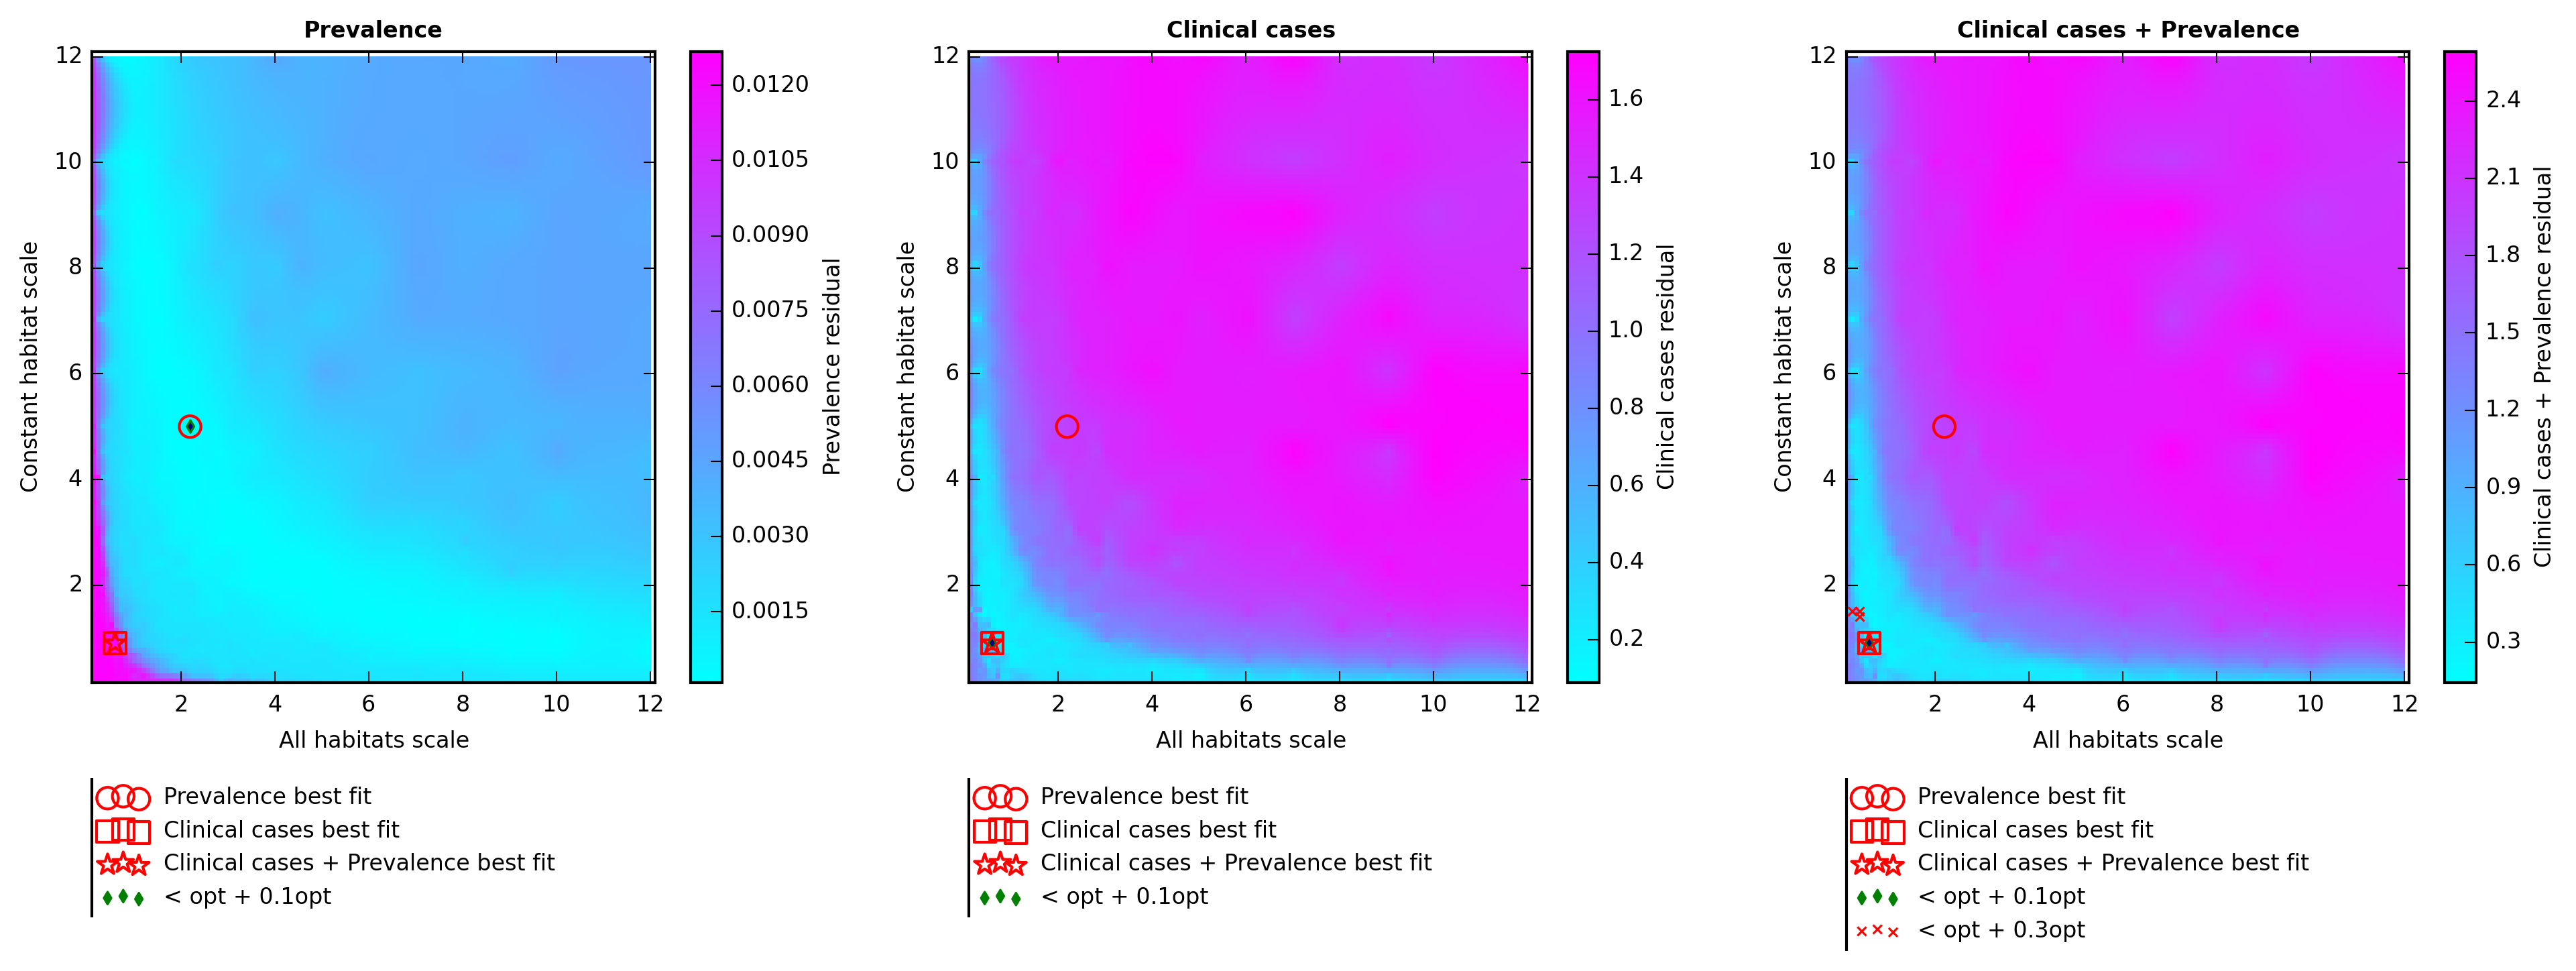 Prevalence
12
10
8
6
4
2
Constant habitat scale
2 4 6 8 10 12
All habitats scale
0.0120
0.0105
0.0090
0.0075
0.0060
0.0045
0.0030
0.0015
Prevalence residual
Prevalence best fit
Clinical cases best fit
Clinical cases + Prevalence best fit
< opt + 0.1opt
Clinical cases
12
10
8
6
4
2
Constant habitat scale
2 4 6 8 10 12
All habitats scale
1.6
1.4
1.2
1.0
0.8
0.6
0.4
0.2
Clinical cases residual
Prevalence best fit
Clinical cases best fit
Clinical cases + Prevalence best fit
< opt + 0.1opt
Clinical cases + Prevalence
12
10
8
6
4
2
Constant habitat scale
2 4 6 8 10 12
All habitats scale
2.4
2.1
1.8
1.5
1.2
0.9
0.6
0.3
Clinical cases + Prevalence residual
Prevalence best fit
Clinical cases best fit
Clinical cases + Prevalence best fit
< opt + 0.1opt
< opt + 0.3opt